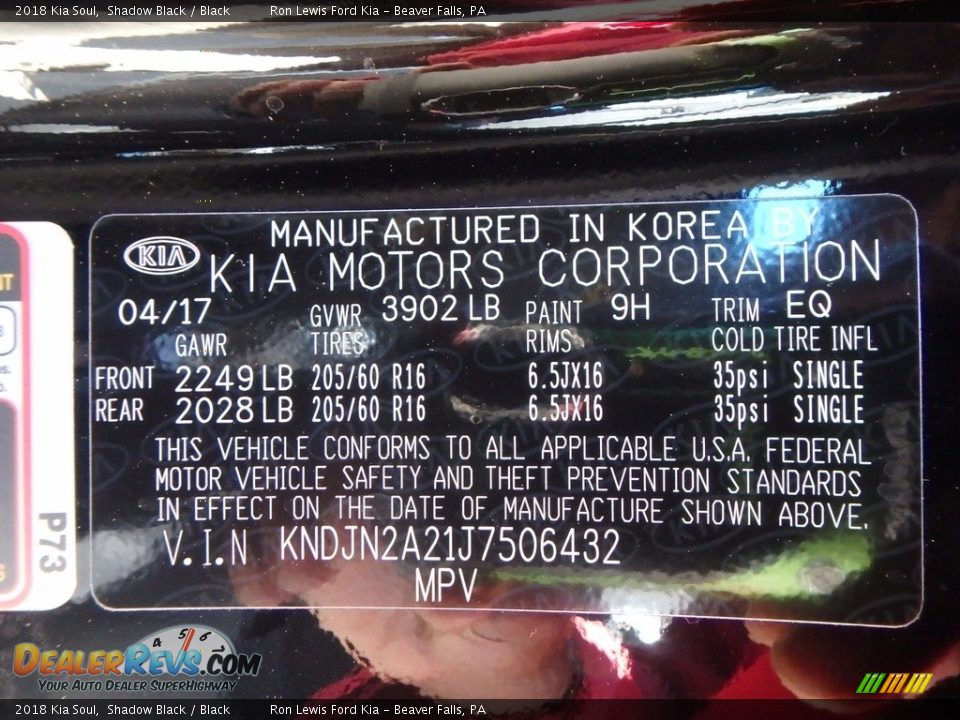 2018 Kia Soul, Shadow Black / Black Ron Lewis Ford Kia - Beaver Falls, PA
MANUFACTURED IN KOREA BY
KIA KIA MOTORS CORPORATION
04/17 GVWR 3902 LB PAINT 9H TRIM EQ
GAWR TIRES RIMS COLD TIRE INFL
FRONT 2249 LB 205/60 R16 6.5JX16 35psi SINGLE
REAR 2028 LB 205/60 R16 6.5JX16 35psi SINGLE
THIS VEHICLE CONFORMS TO ALL APPLICABLE U.S.A. FEDERAL
MOTOR VEHICLE SAFETY AND THEFT PREVENTION STANDARDS
IN EFFECT ON THE DATE OF MANUFACTURE SHOWN ABOVE.
V.I.N KNDJN2A21J7506432
MPV
P73
4 5 6
DEALERREVS.COM
YOUR AUTO DEALER SUPERHIGHWAY
2018 Kia Soul, Shadow Black / Black Ron Lewis Ford Kia - Beaver Falls, PA